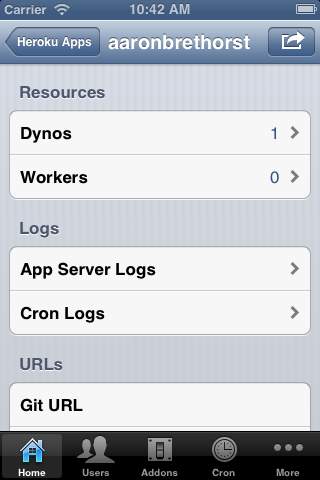 Carrier 10:42 AM
Heroku Apps aaronbrethorst
Resources
Dynos 1
Workers 0
Logs
App Server Logs
Cron Logs
URLs
Git URL
Home Users Addons Cron More